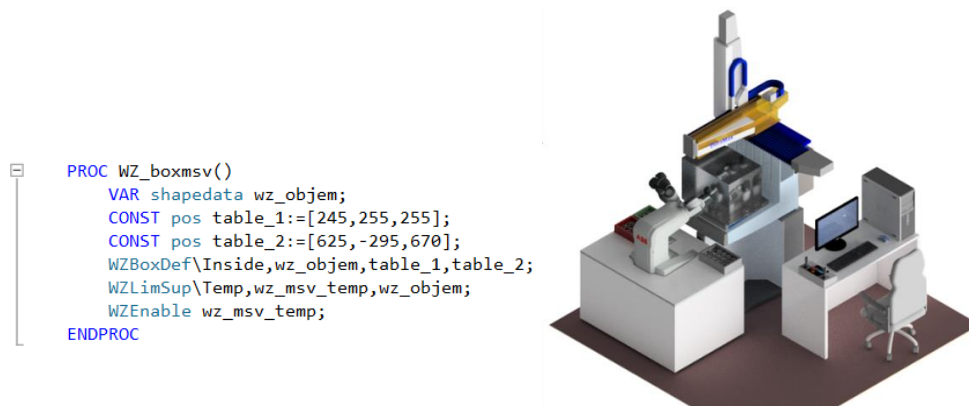 PROC WZ_boxmsv()
VAR shapedata wz_objem;
CONST pos table_1:=[245,255,255];
CONST pos table_2:=[625,-295,670];
WZBoxDef\Inside,wz_objem,table_1,table_2;
WZLimSup\Temp,wz_msv_temp,wz_objem;
WZEnable wz_msv_temp;
ENDPROC
ABB